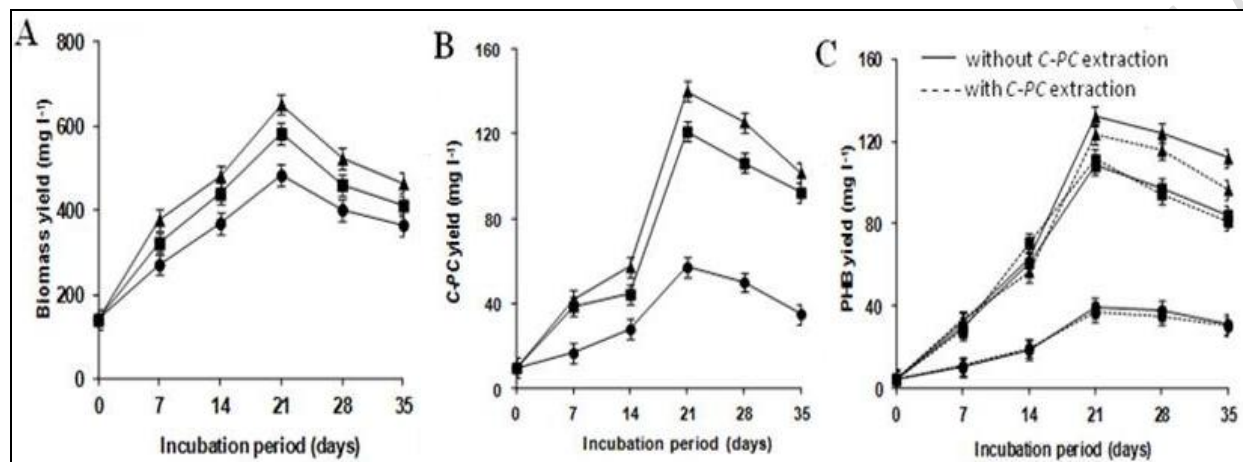 A
Biomass yield (mg l⁻¹)
800
600
400
200
0
0 7 14 21 28 35
Incubation period (days)
B
C-PC yield (mg l⁻¹)
160
120
80
40
0
0 7 14 21 28 35
Incubation period (days)
C
without C-PC extraction
with C-PC extraction
PHB yield (mg l⁻¹)
160
120
80
40
0
0 7 14 21 28 35
Incubation period (days)